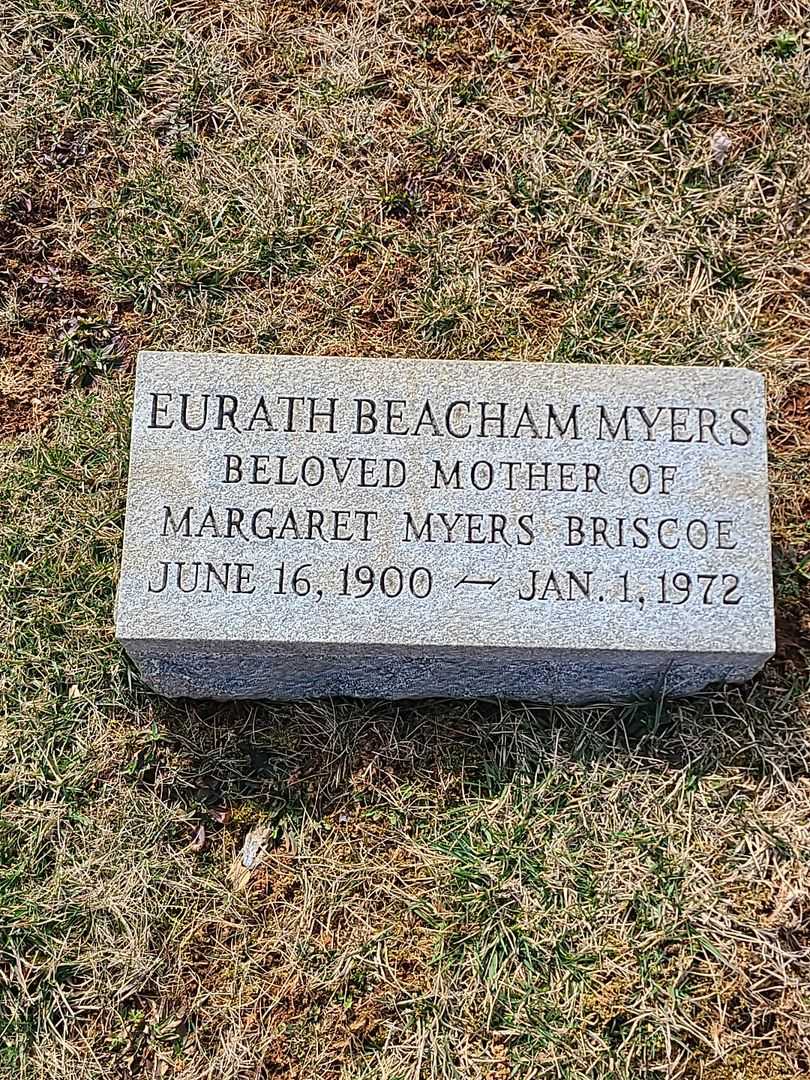 EURATH BEACHAM MYERS
BELOVED MOTHER OF
MARGARET MYERS BRISCOE
JUNE 16, 1900 — JAN. 1, 1972